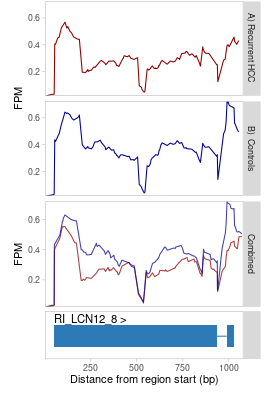 0.6
0.4
0.2
A) Recurrent HCC
FPM
0.6
0.4
0.2
B) Controls
0.6
0.4
0.2
FPM
Combined
RI_LCN12_8 >
250
500
750
1000
Distance from region start (bp)